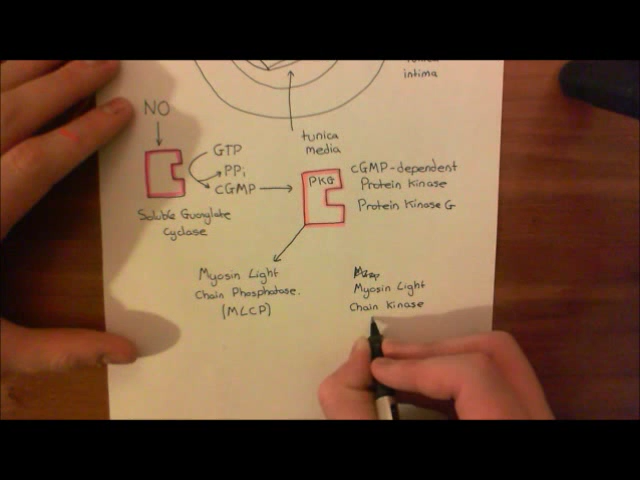 intima
NO
tunica
media
GTP
PPi
cGMP
Soluble Guanylate
Cyclase
PKG
cGMP-dependent
Protein Kinase
Protein Kinase G
Myosin Light
Chain Phosphatase.
(MLCP)
Myosin Light
Chain Kinase